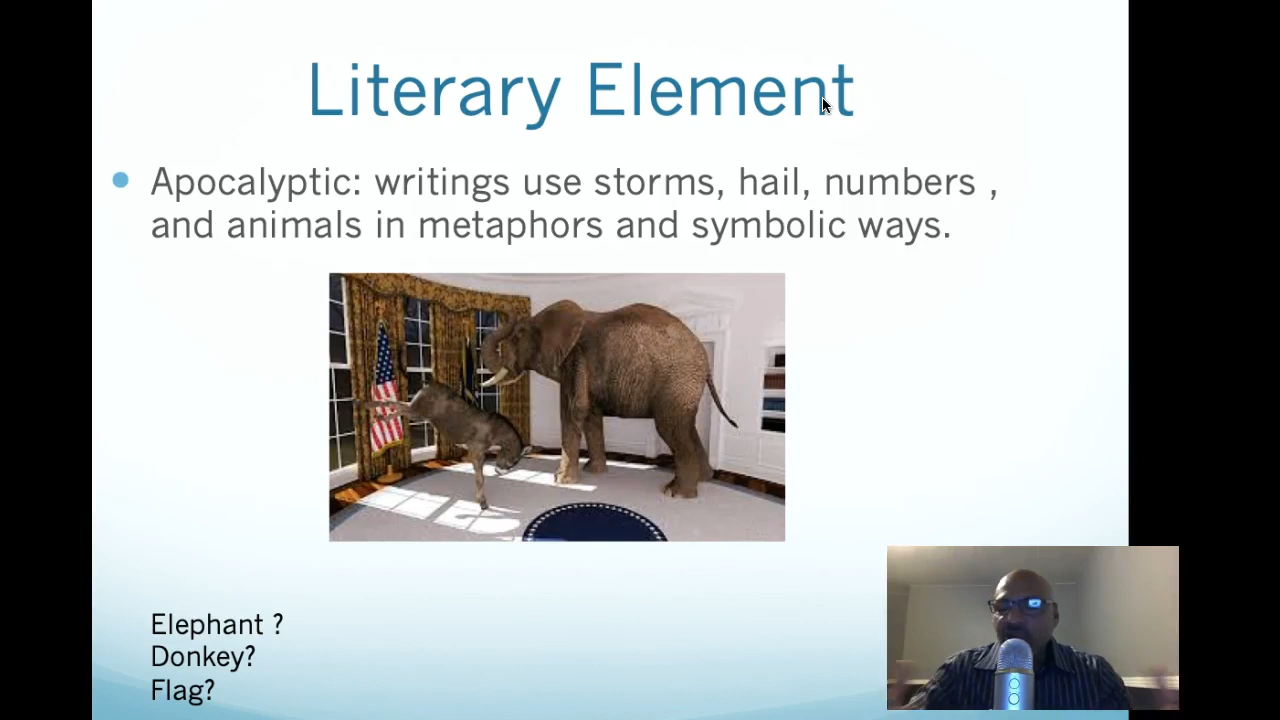 Literary Element
Apocalyptic: writings use storms, hail, numbers ,
and animals in metaphors and symbolic ways.
Elephant ?
Donkey?
Flag?